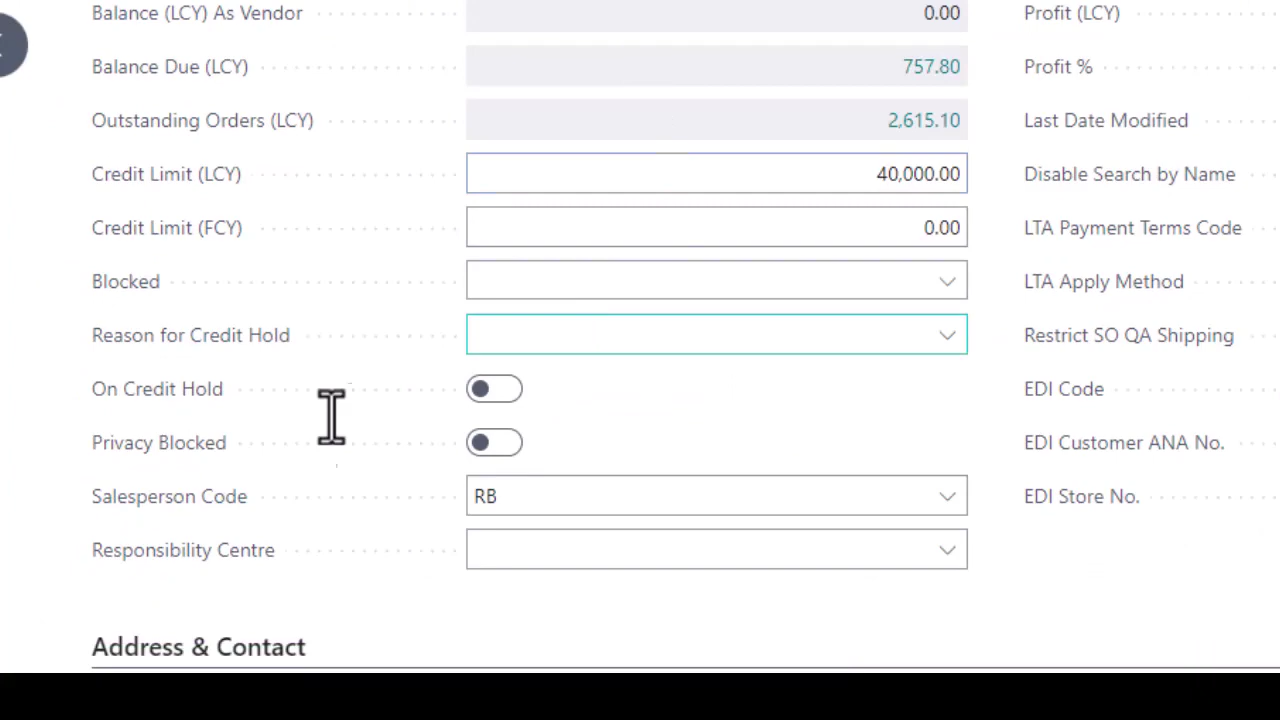 Balance (LCY) As Vendor 0.00 Profit (LCY)
Balance Due (LCY) 757.80 Profit %
Outstanding Orders (LCY) 2,615.10 Last Date Modified
Credit Limit (LCY) 40,000.00 Disable Search by Name
Credit Limit (FCY) 0.00 LTA Payment Terms Code
Blocked LTA Apply Method
Reason for Credit Hold Restrict SO QA Shipping
On Credit Hold EDI Code
Privacy Blocked EDI Customer ANA No.
Salesperson Code RB EDI Store No.
Responsibility Centre
Address & Contact